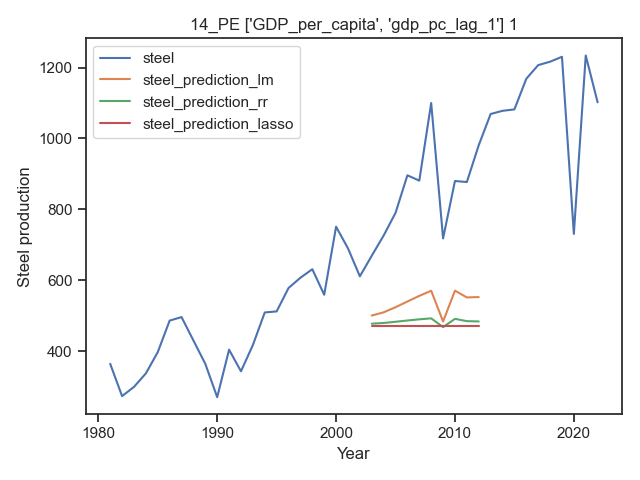 14_PE ['GDP_per_capita', 'gdp_pc_lag_1'] 1
steel
steel_prediction_lm
steel_prediction_rr
steel_prediction_lasso
Steel production
1200
1000
800
600
400
1980
1990
2000
2010
2020
Year